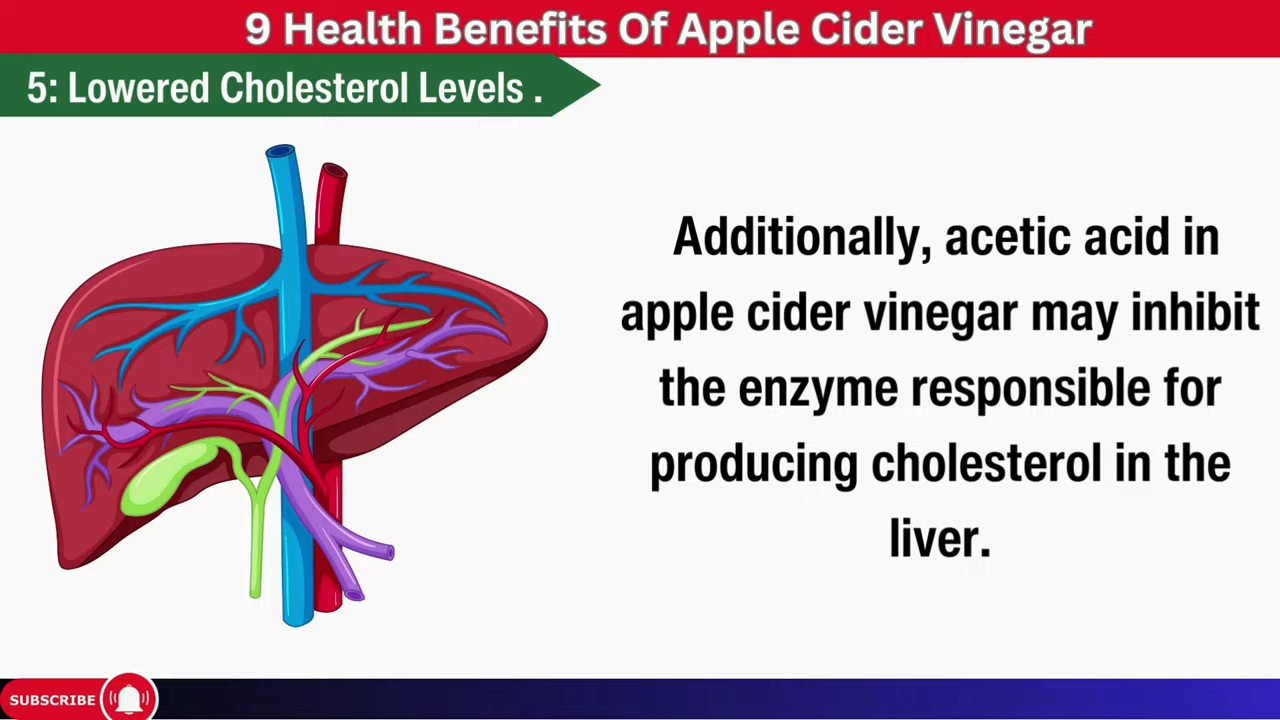 9 Health Benefits Of Apple Cider Vinegar
5: Lowered Cholesterol Levels .
Additionally, acetic acid in
apple cider vinegar may inhibit
the enzyme responsible for
producing cholesterol in the
liver.
SUBSCRIBE